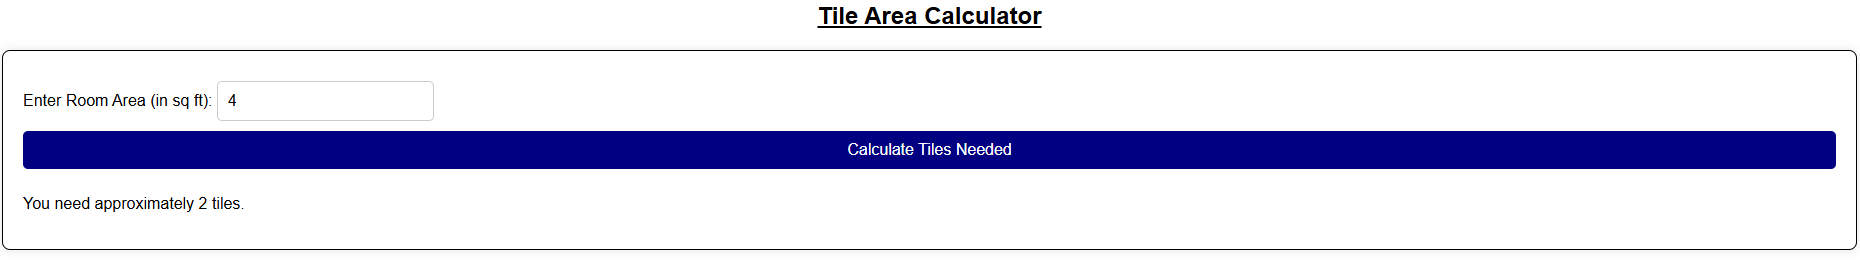 Tile Area Calculator
Enter Room Area (in sq ft): 4
Calculate Tiles Needed
You need approximately 2 tiles.